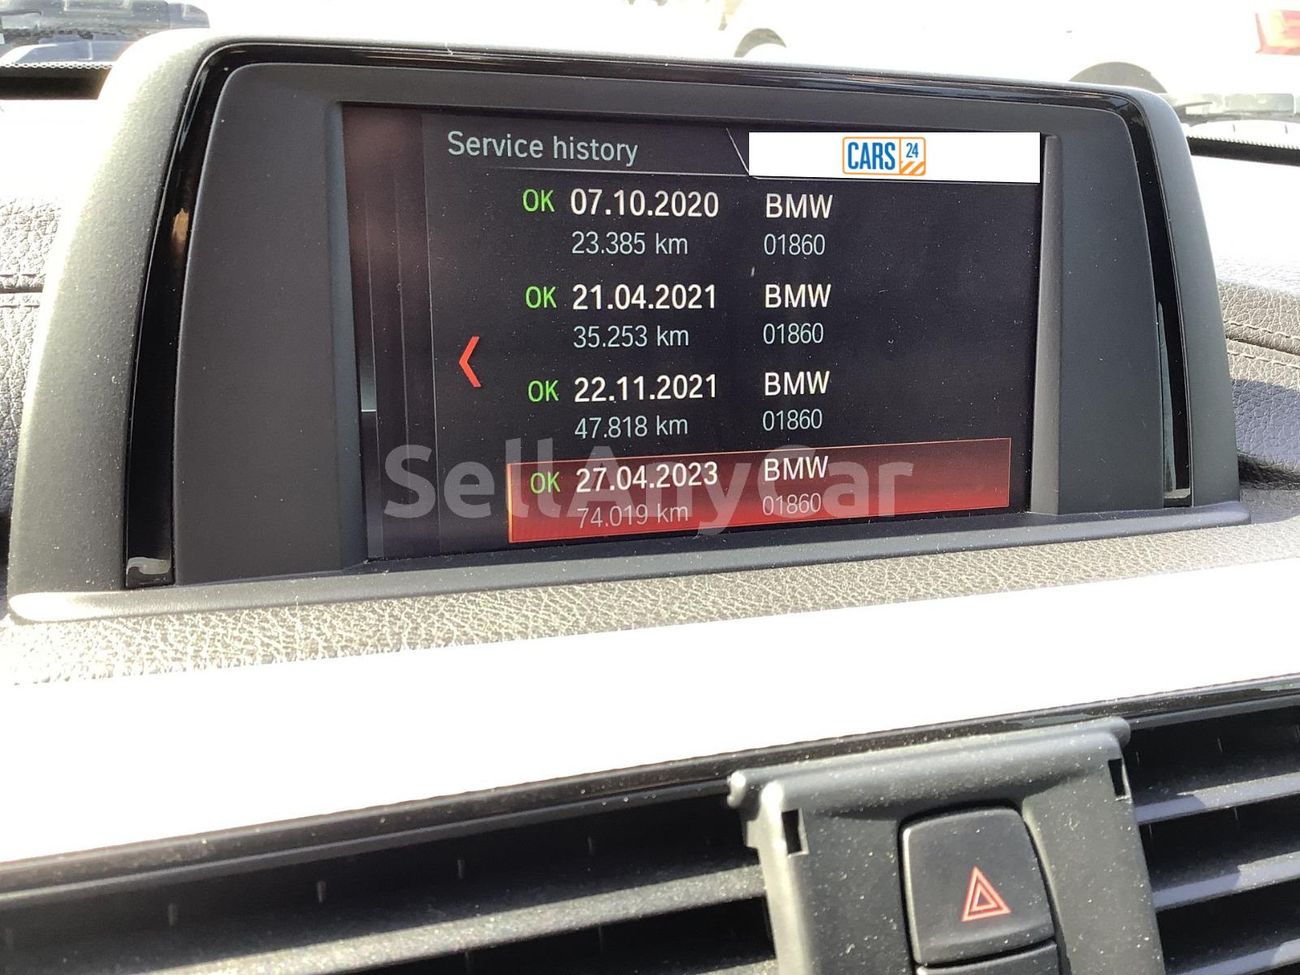 Service history
CARS 24
OK 07.10.2020 BMW
23.385 km 01860
OK 21.04.2021 BMW
35.253 km 01860
OK 22.11.2021 BMW
47.818 km 01860
OK 27.04.2023 BMW
74.019 km 01860
SellAnyCar